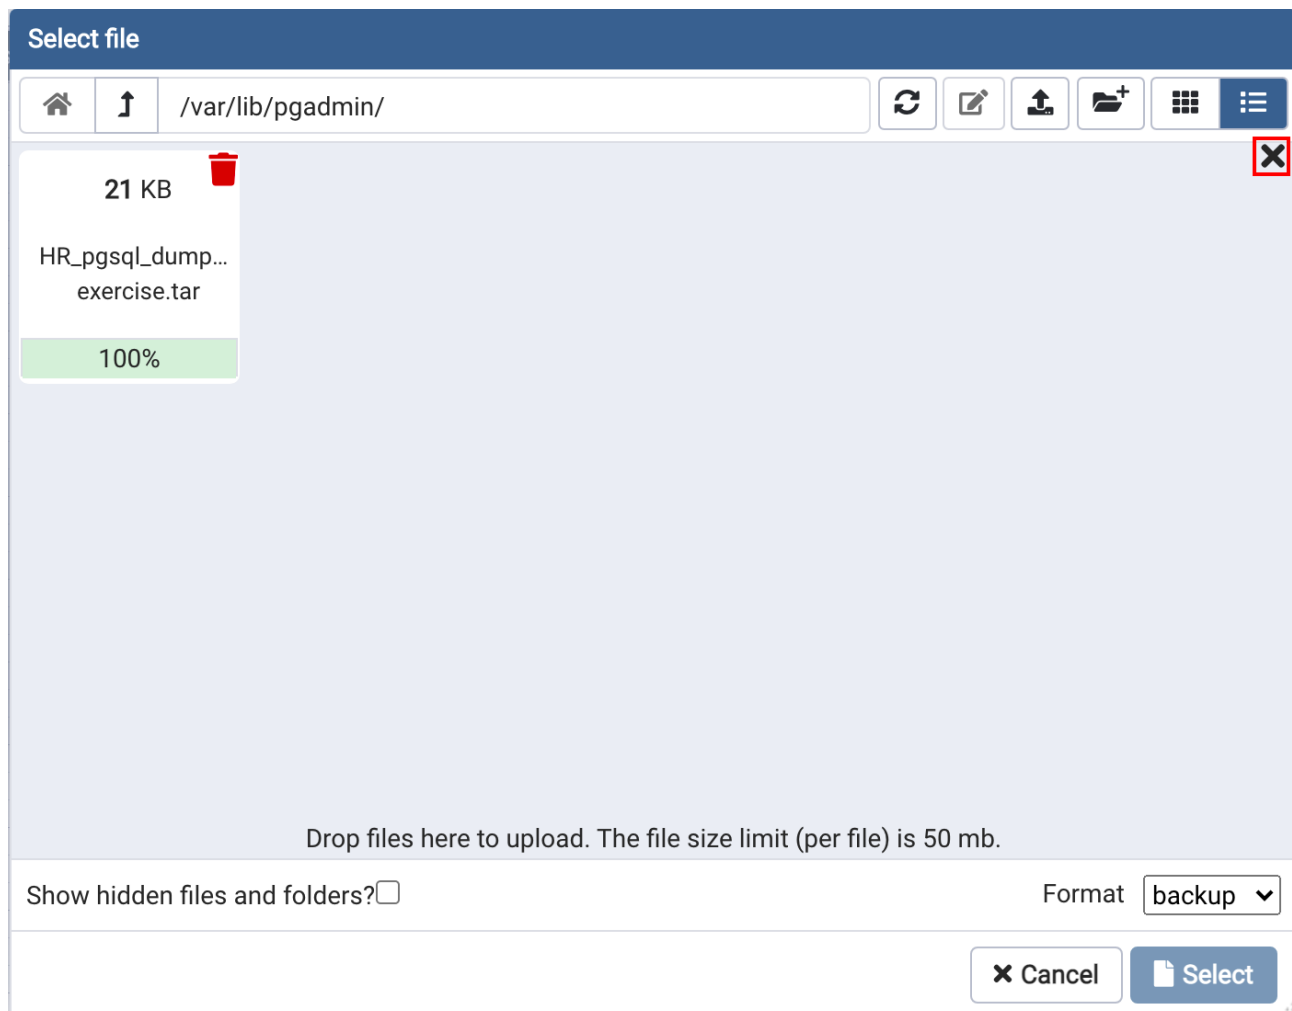 Select file
/var/lib/pgadmin/
21 KB
HR_pgsql_dump...
exercise.tar
100%
Drop files here to upload. The file size limit (per file) is 50 mb.
Show hidden files and folders?
Format backup
Cancel Select